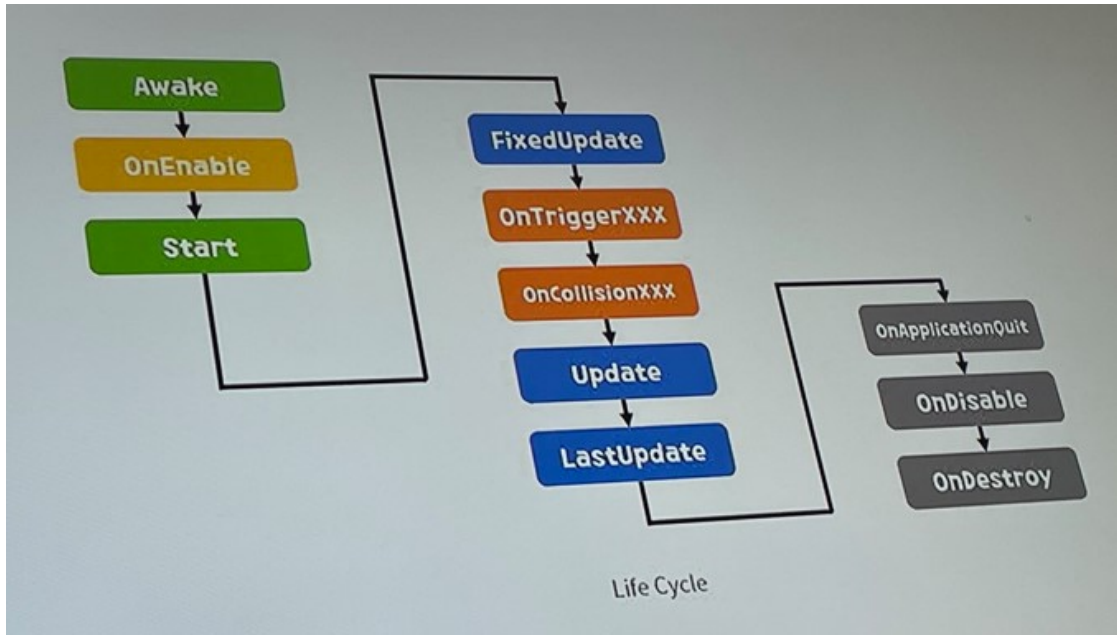 Awake
OnEnable
Start
FixedUpdate
OnTriggerXXX
OnCollisionXXX
Update
LastUpdate
OnApplicationQuit
OnDisable
OnDestroy
Life Cycle